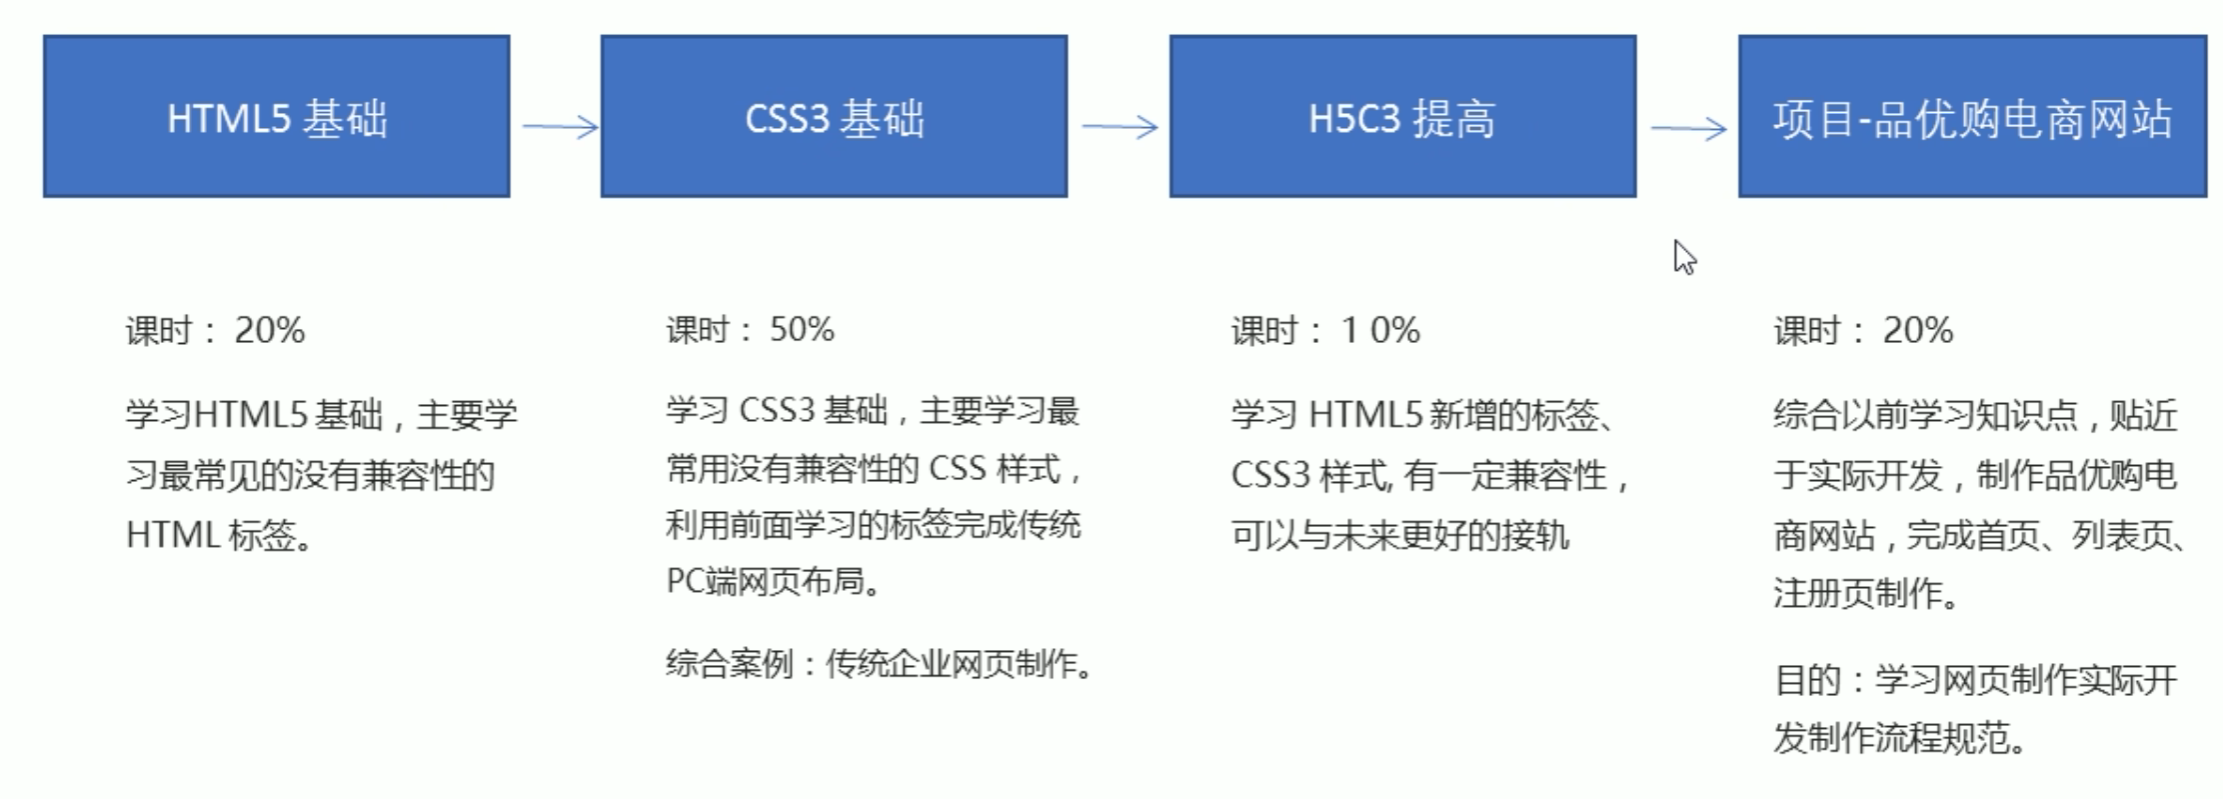 HTML5 基础
CSS3 基础
H5C3 提高
项目-品优购电商网站
课时： 20%
学习HTML5 基础，主要学
习最常见的没有兼容性的
HTML 标签。
课时： 50%
学习 CSS3 基础，主要学习最
常用没有兼容性的 CSS 样式，
利用前面学习的标签完成传统
PC端网页布局。
综合案例：传统企业网页制作。
课时： 1 0%
学习 HTML5 新增的标签、
CSS3 样式, 有一定兼容性，
可以与未来更好的接轨
课时： 20%
综合以前学习知识点，贴近
于实际开发，制作品优购电
商网站，完成首页、列表页、
注册页制作。
目的：学习网页制作实际开
发制作流程规范。